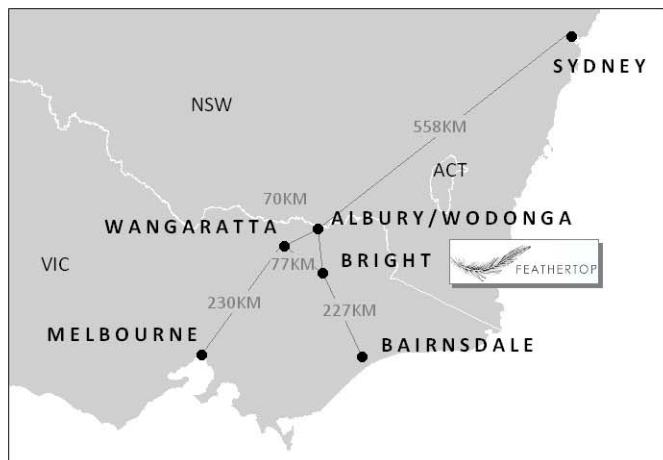 SYDNEY
NSW
558KM
ACT
70KM
ALBURY/WODONGA
WANGARATTA
BRIGHT
VIC
77KM
FEATHERTOP
230KM
227KM
MELBOURNE
BAIRNSDALE